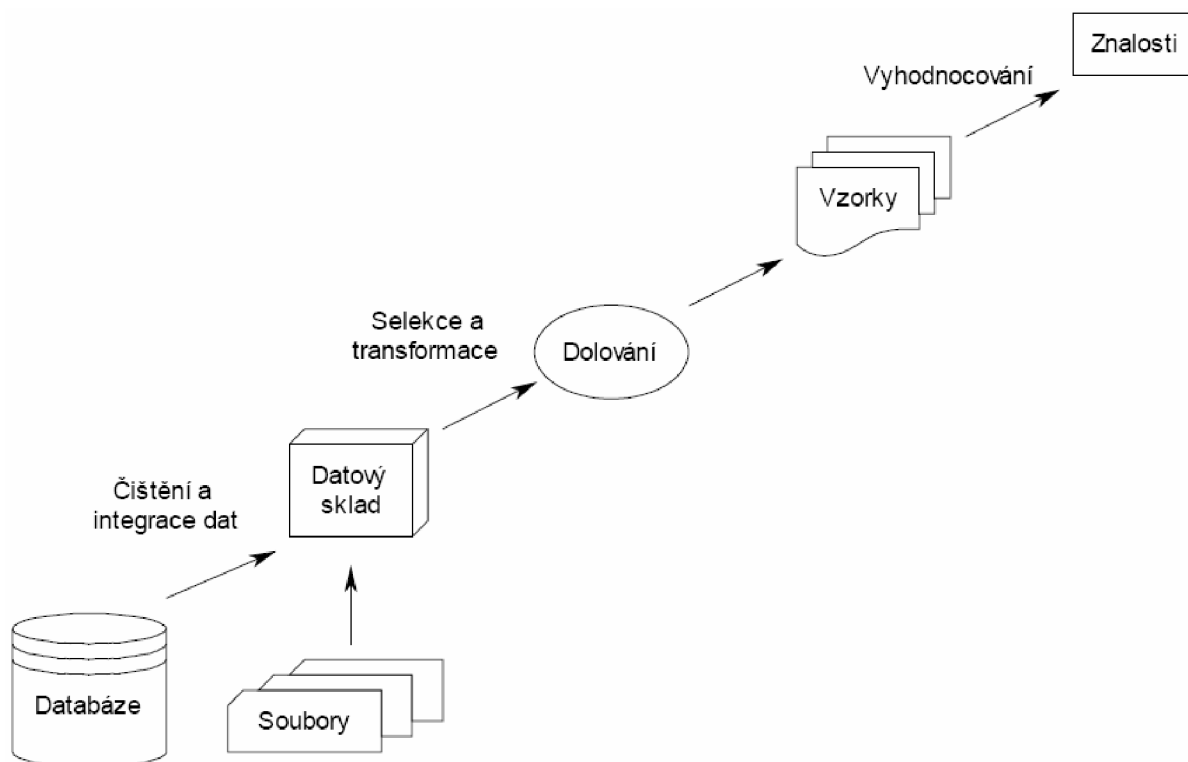 Znalosti
Vyhodnocování
Vzorky
Selekce a
transformace
Dolování
Datový
sklad
Čištění a
integrace dat
Databáze
Soubory